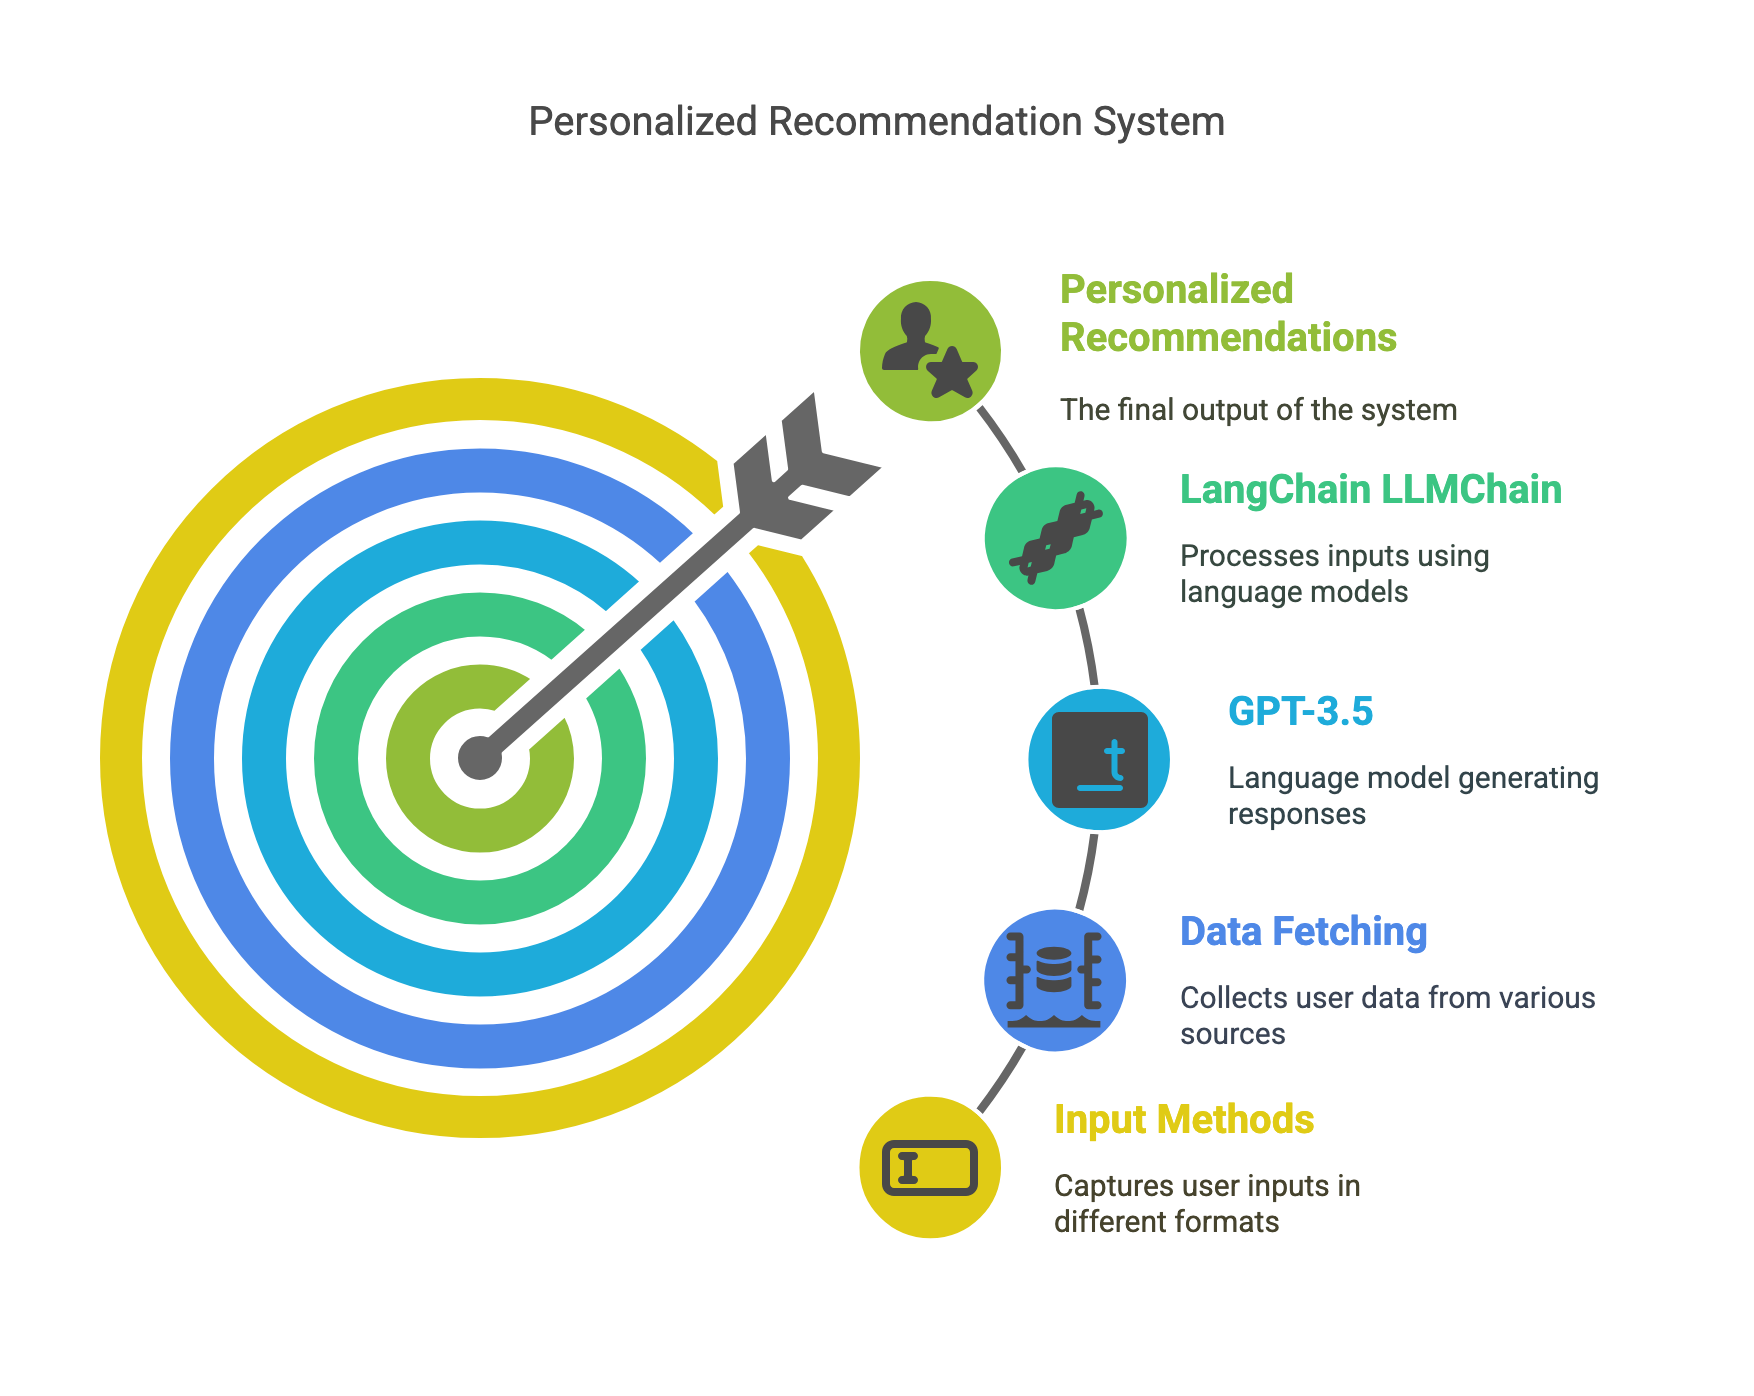 Personalized Recommendation System
Personalized
Recommendations
The final output of the system
LangChain LLMChain
Processes inputs using
language models
GPT-3.5
t
Language model generating
responses
Data Fetching
Collects user data from various
sources
Input Methods
Captures user inputs in
different formats